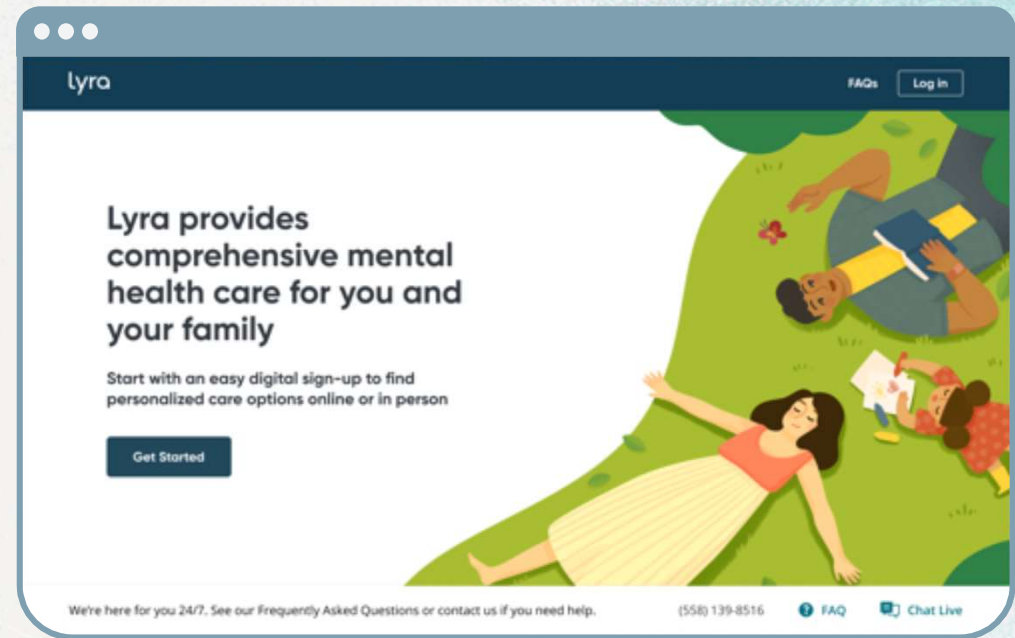 lyra
FAQs
Log in
Lyra provides
comprehensive mental
health care for you and
your family
Start with an easy digital sign-up to find
personalized care options online or in person
Get Started
We're here for you 24/7. See our Frequently Asked Questions or contact us if you need help.
(558) 139-8516
FAQ
Chat Live